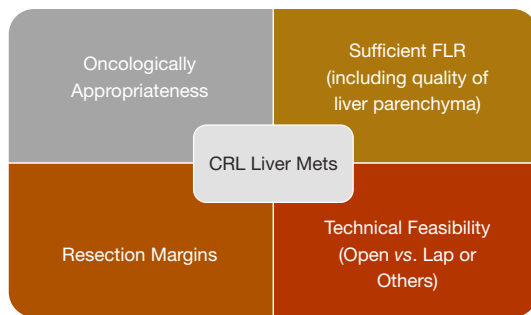 Oncologically
Appropriateness
Sufficient FLR
(including quality of
liver parenchyma)
CRL Liver Mets
Resection Margins
Technical Feasibility
(Open vs. Lap or
Others)